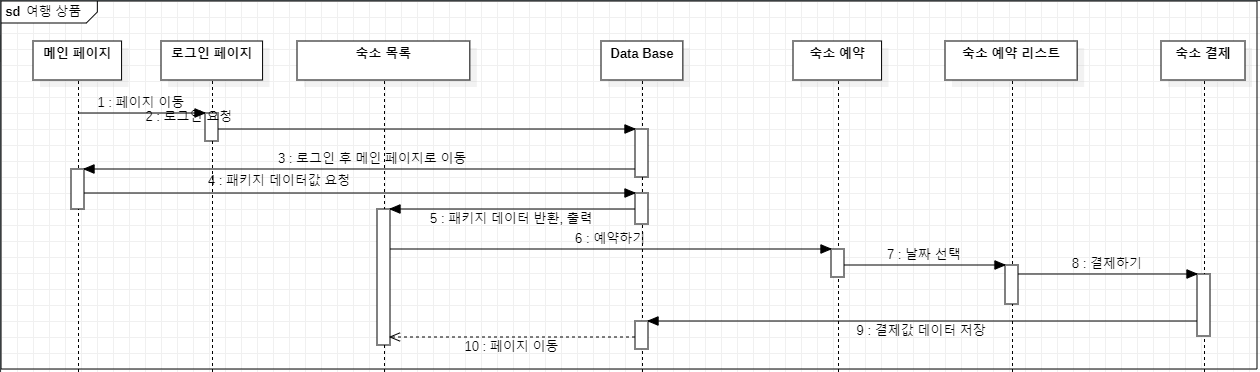 sd 여행 상품
메인 페이지
로그인 페이지
숙소 목록
Data Base
숙소 예약
숙소 예약 리스트
숙소 결제
1 : 페이지 이동
2 : 로그인 요청
3 : 로그인 후 메인 페이지로 이동
4 : 패키지 데이터값 요청
5 : 패키지 데이터 반환, 출력
6 : 예약하기
7 : 날짜 선택
8 : 결제하기
9 : 결제값 데이터 저장
10 : 페이지 이동